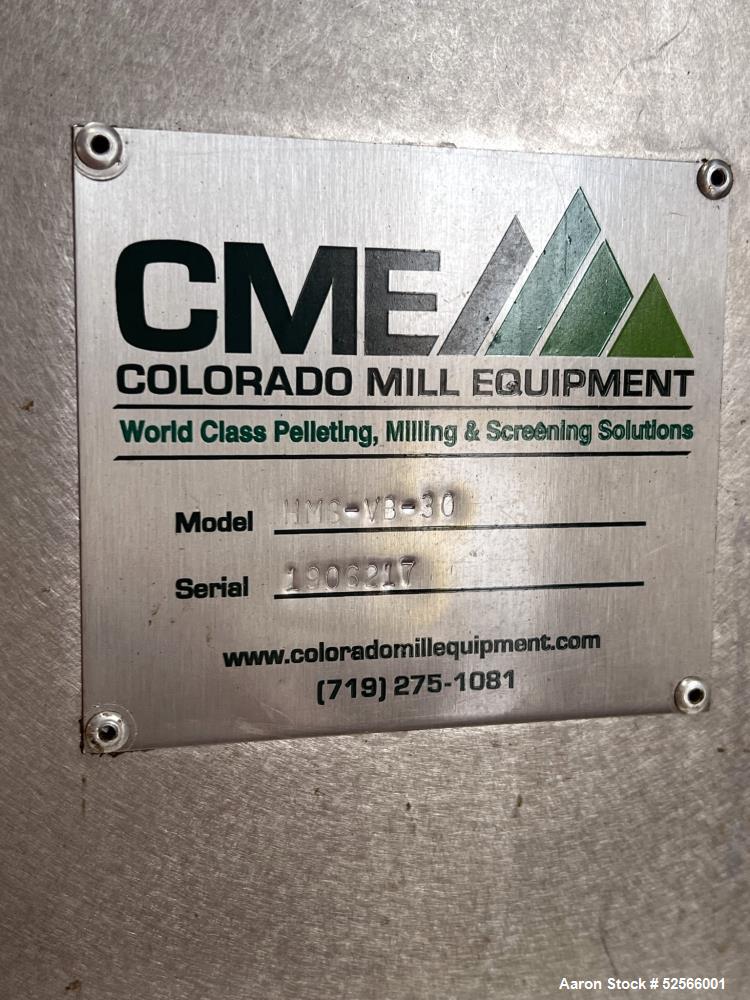 CME
COLORADO MILL EQUIPMENT
World Class Pelleting, Milling & Screening Solutions
Model HMS-VB-30
Serial 1906217
www.coloradomillequipment.com
(719) 275-1081
Aaron Stock # 52566001